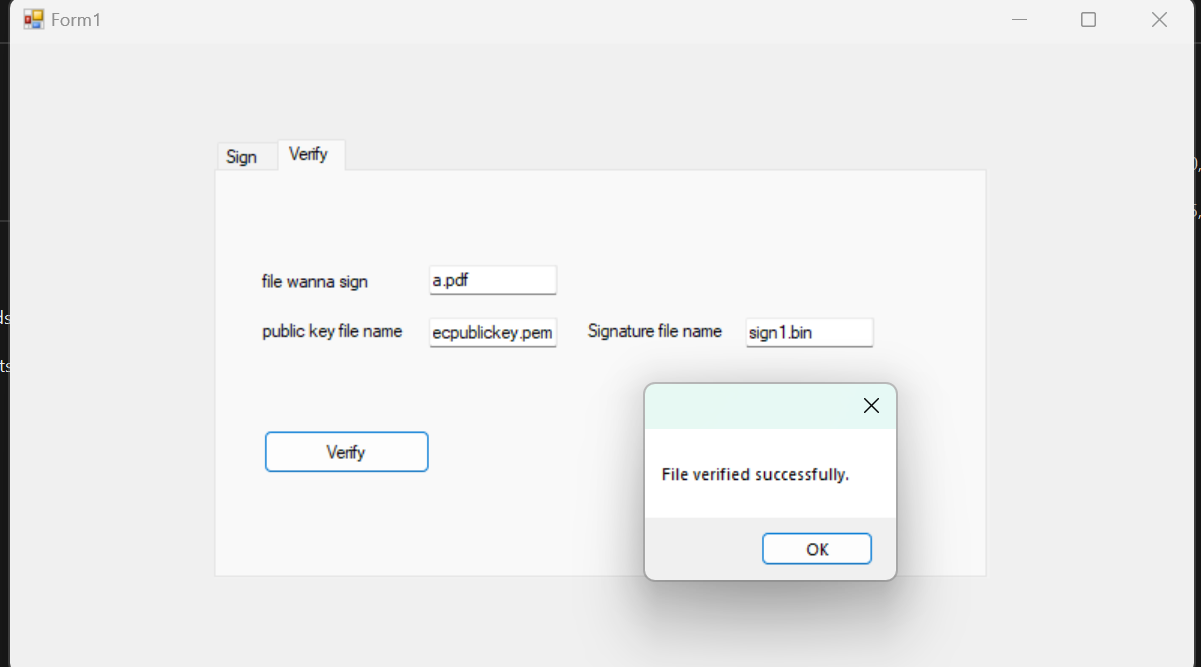 Form1
Sign
Verify
file wanna sign
a.pdf
public key file name
ecpublickey.pem
Signature file name
sign1.bin
Verify
File verified successfully.
OK